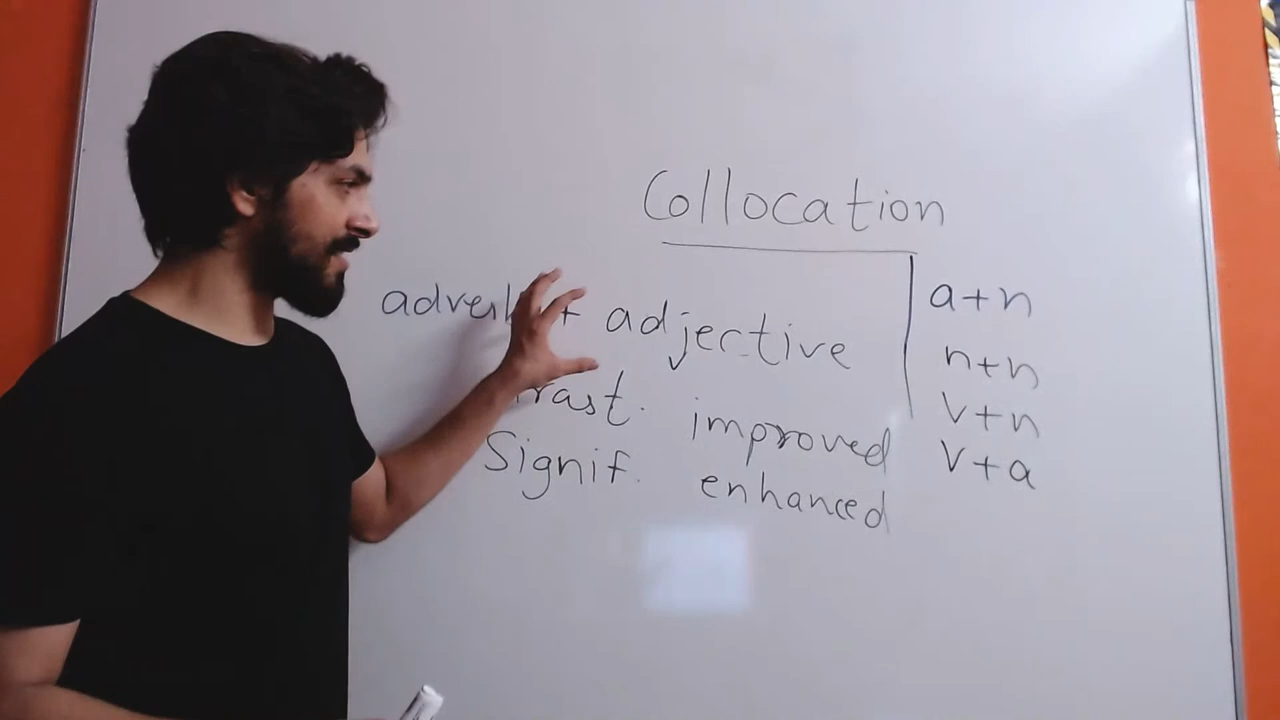 Collocation
+ adjective
improved
Signif. enhanced
a+n
n+n
v+n
v+a